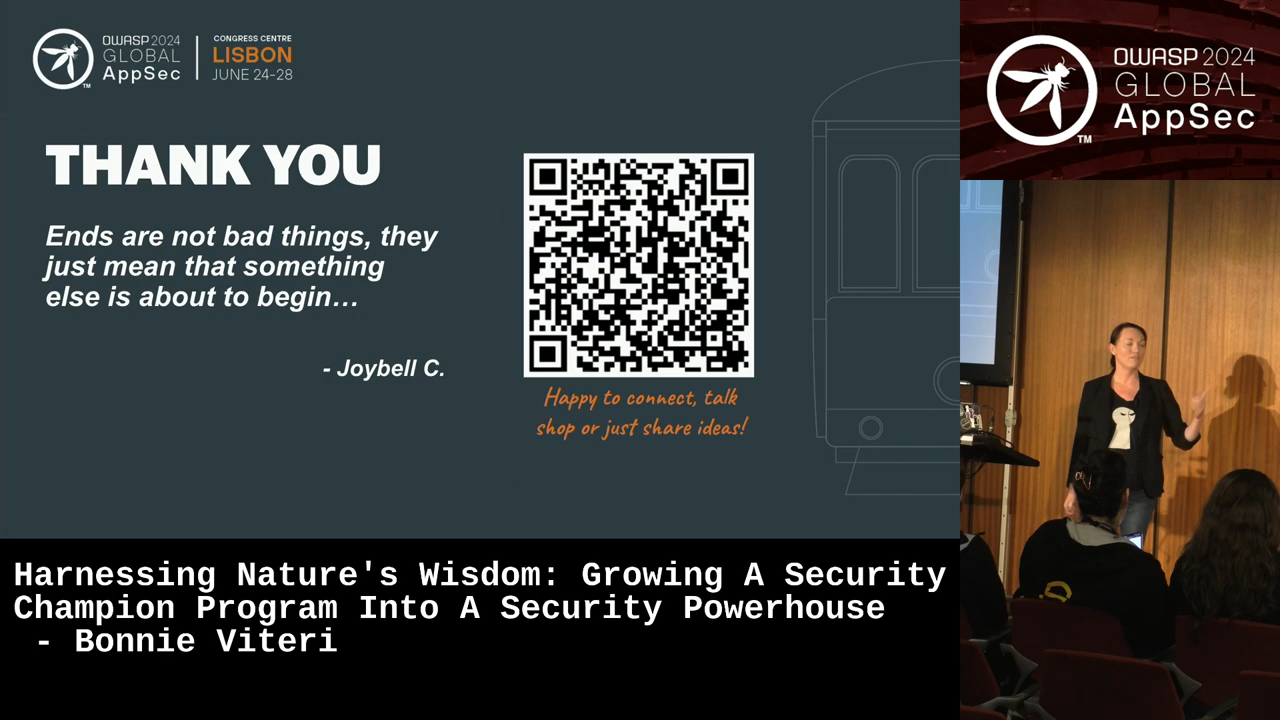 OWASP 2024
GLOBAL
AppSec
TM
CONGRESS CENTRE
LISBON
JUNE 24-28
THANK YOU
Ends are not bad things, they
just mean that something
else is about to begin…
- Joybell C.
Happy to connect, talk
shop or just share ideas!
OWASP 2024
GLOBAL
AppSec
TM
Harnessing Nature's Wisdom: Growing A Security
Champion Program Into A Security Powerhouse
- Bonnie Viteri